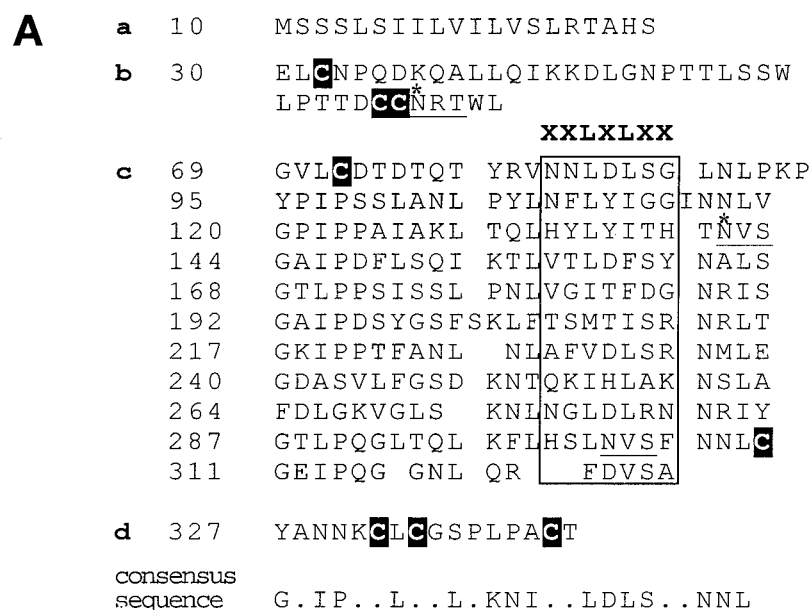 A a 10 MSSSLSIILVILVSLRTAHS
b 30 ELCNPQDKQALLQIKKDLGNPTTLSSW
*
LPTTDCCNRTWL
XXLXLXX
c 69 GVLCDTDTQT YRVNNLDLSG LNLPKP
95 YPIPSSLANL PYLNFLYIGGINNLV
*
120 GPIPPAIAKL TQLHYLYITH TNVS
144 GAIPDFLSQI KTLVTLDFSY NALS
168 GTLPPSISSL PNLVGITFDG NRIS
192 GAIPDSYGSFSKLFTSMTISR NRLT
217 GKIPPTFANL NLAFVDLSR NMLE
240 GDASVLFGSD KNTQKIHLAK NSLA
264 FDLGKVGLS KNLNGLDLRN NRIY
287 GTLPQGLTQL KFLHSLNVSF NNLC
311 GEIPQG GNL QR FDVSA
d 327 YANNKCLCGSPLPACT
consensus
sequence G.IP..L..L.KNI..LDLS..NNL